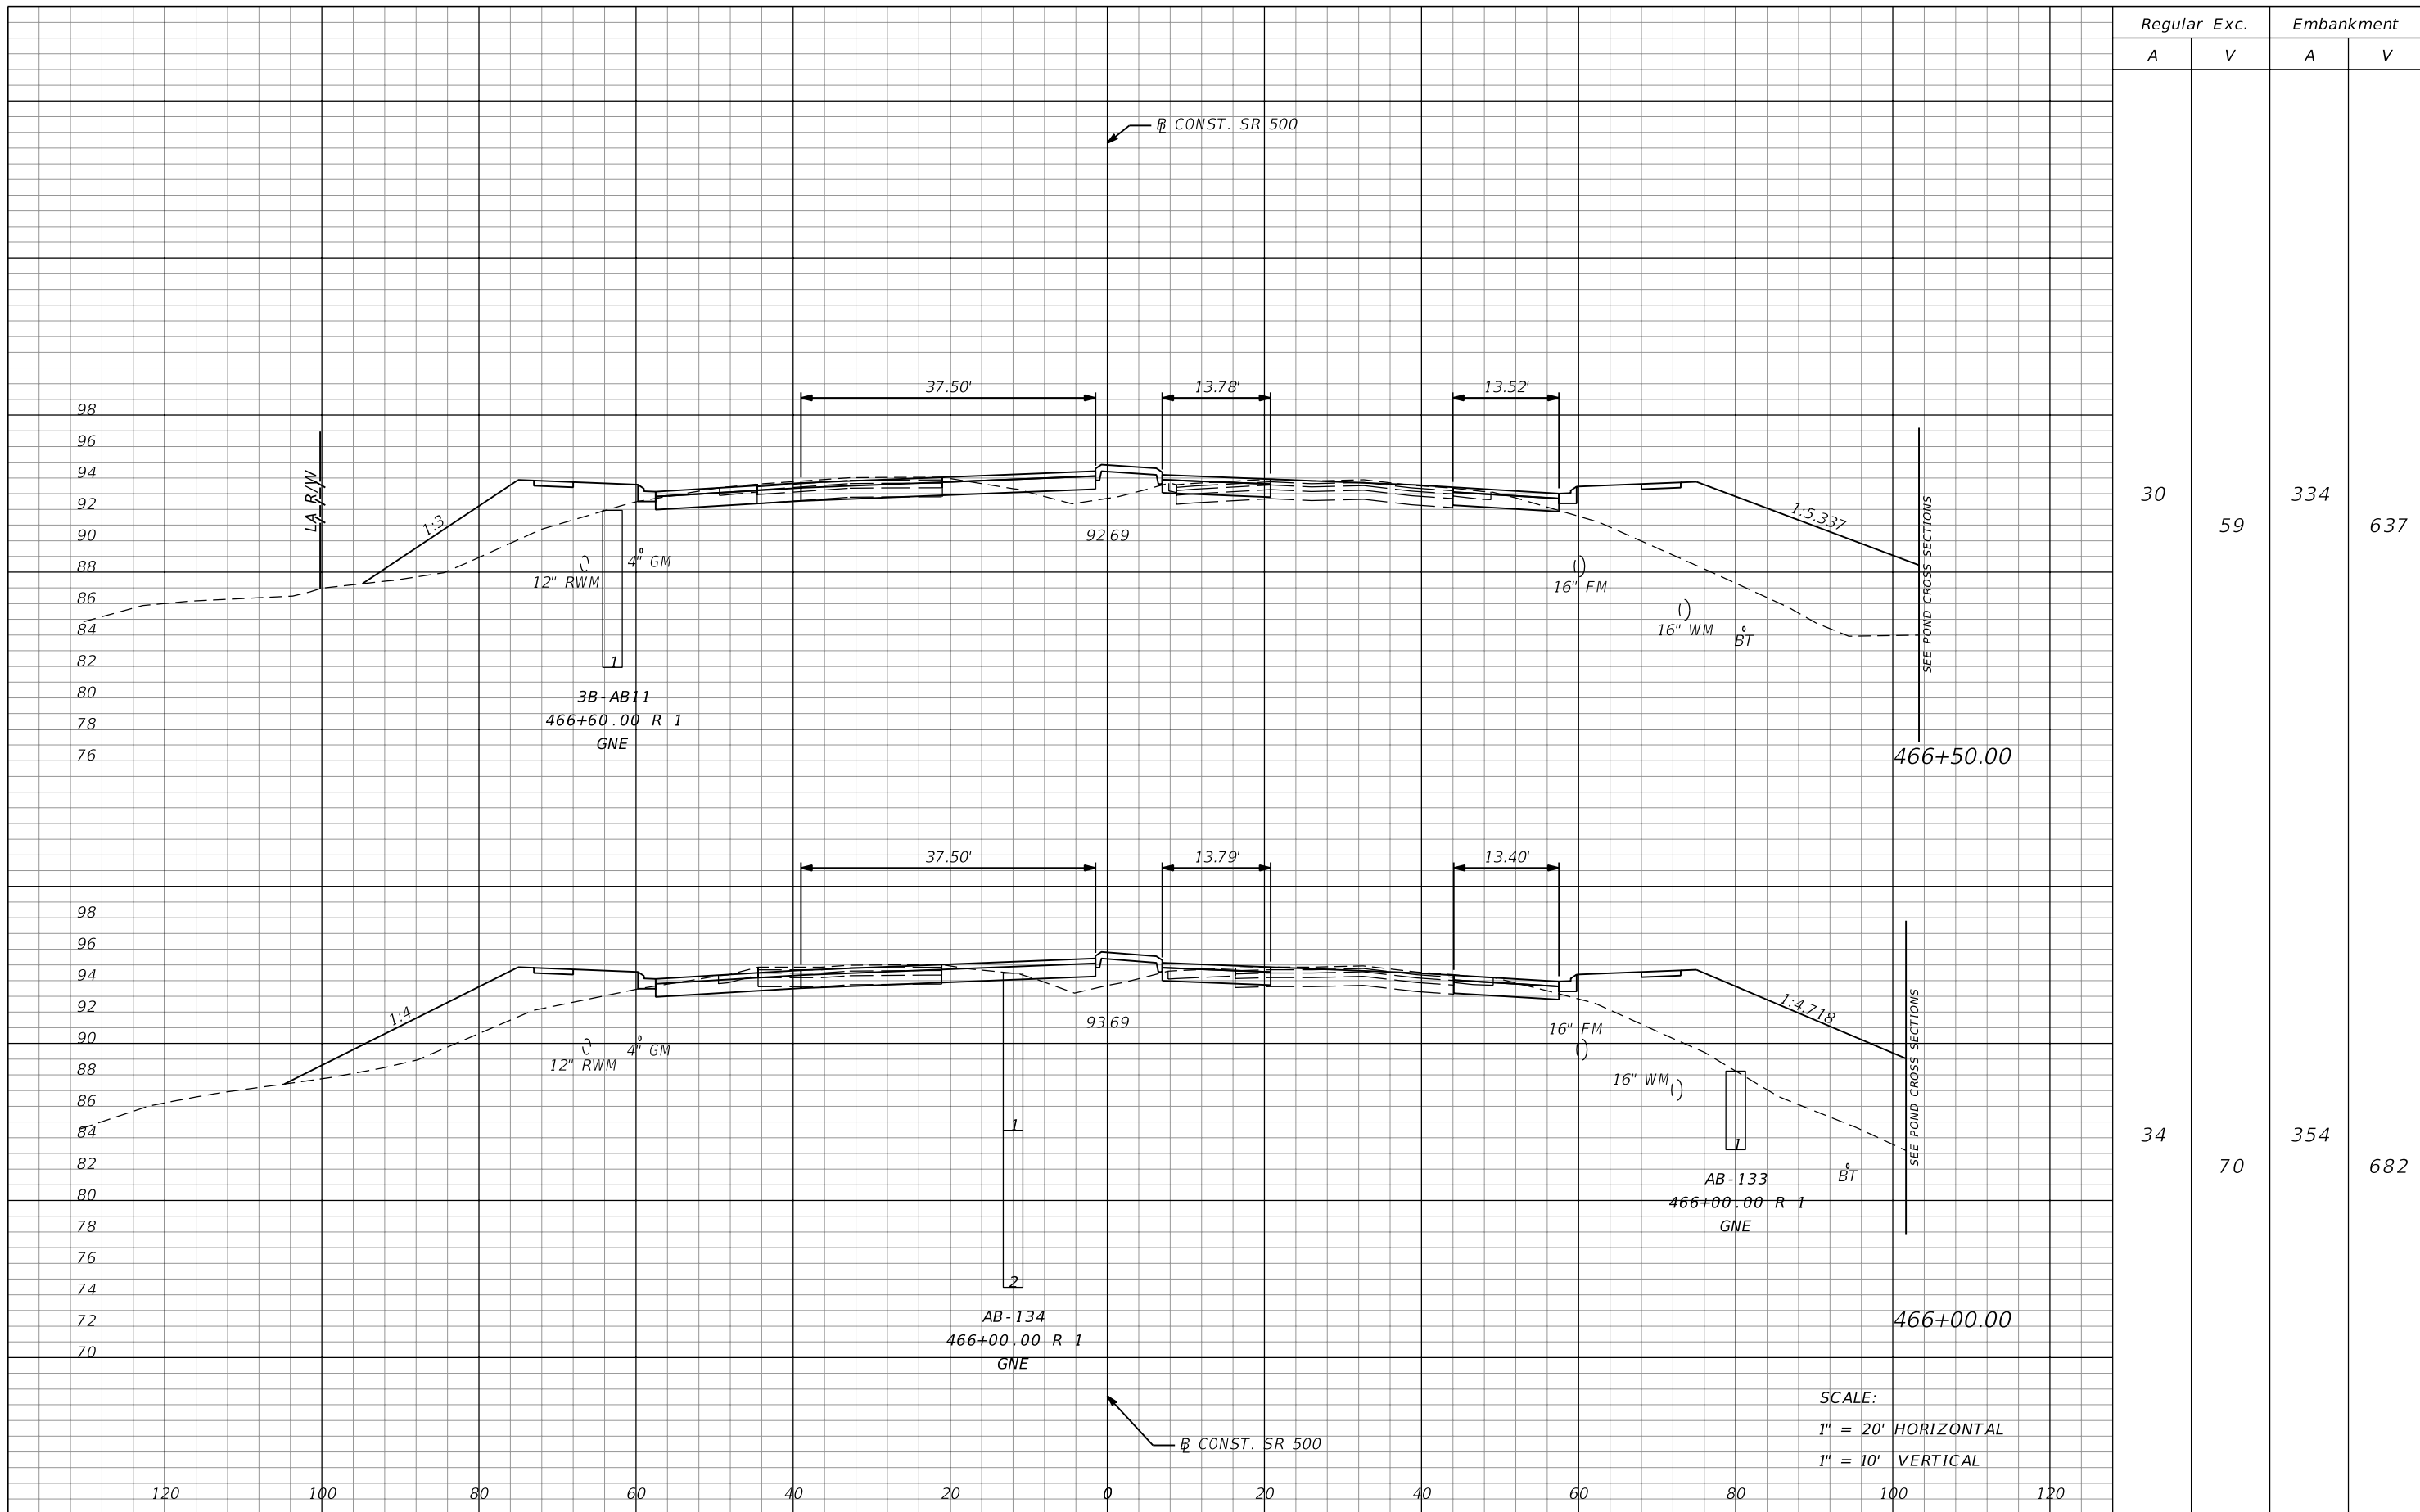 Regular Exc. Embankment
A V A V
BL CONST. SR 500
37.50' 13.78' 13.52'
98
96
94
92
90
88
86
84
82
80
78
76
LA R/W
1:3
12" RWM
4" GM
92.69
16" FM
16" WM
BT
1:5.337
SEE POND CROSS SECTIONS
1
3B-AB11
466+60.00 R 1
GNE
466+50.00
30 334
59 637
37.50' 13.79' 13.40'
98
96
94
92
90
88
86
84
82
80
78
76
74
72
70
1:4
12" RWM
4" GM
93.69
16" FM
16" WM
BT
1:4.718
SEE POND CROSS SECTIONS
1
2
AB-134
466+00.00 R 1
GNE
1
AB-133
466+00.00 R 1
GNE
466+00.00
34 354
70 682
BL CONST. SR 500
SCALE:
1" = 20' HORIZONTAL
1" = 10' VERTICAL
120 100 80 60 40 20 0 20 40 60 80 100 120